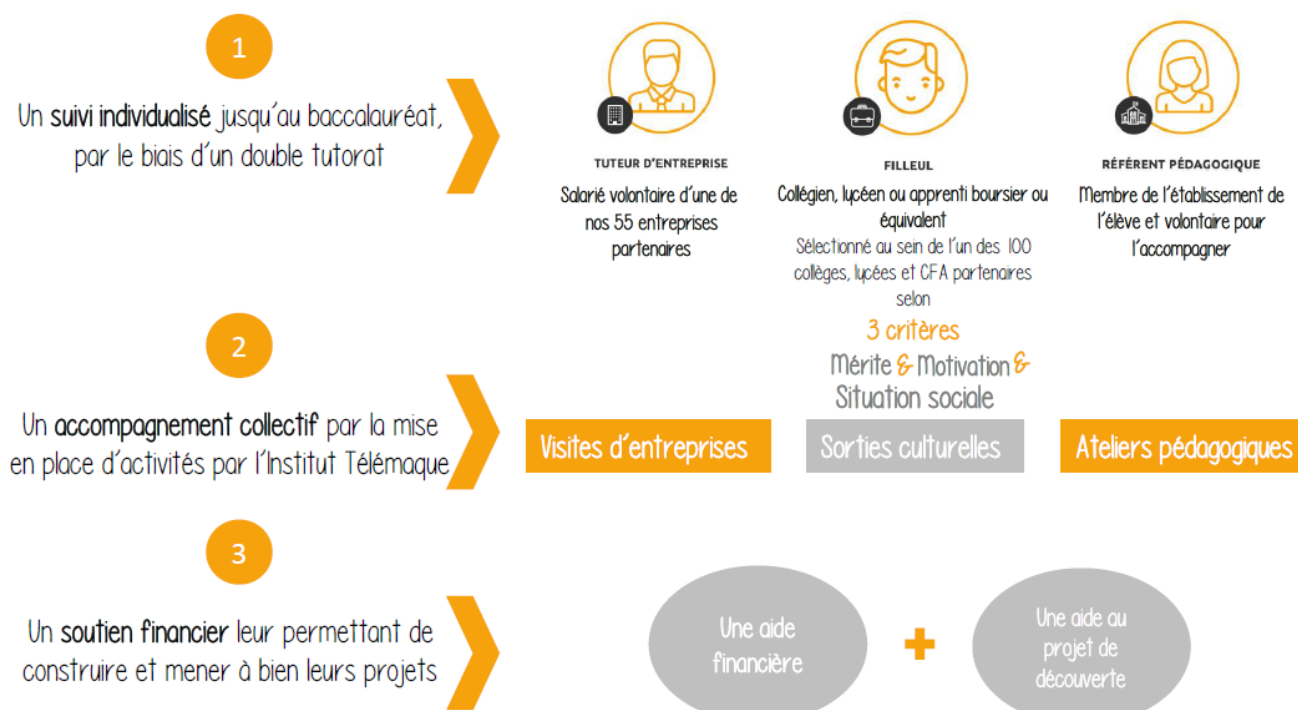 1
Un suivi individualisé jusqu'au baccalauréat,
par le biais d'un double tutorat
TUTEUR D'ENTREPRISE
Salarié volontaire d'une de
nos 55 entreprises
partenaires
FILLEUL
Collégien, lycéen ou apprenti boursier ou
équivalent
Sélectionné au sein de l'un des 100
collèges, lycées et CFA partenaires
selon
3 critères
Mérite & Motivation &
Situation sociale
RÉFÉRENT PÉDAGOGIQUE
Membre de l'établissement de
l'élève et volontaire pour
l'accompagner
2
Un accompagnement collectif par la mise
en place d'activités par l'Institut Télémaque
Visites d'entreprises
Sorties culturelles
Ateliers pédagogiques
3
Un soutien financier leur permettant de
construire et mener à bien leurs projets
Une aide
financière
+
Une aide au
projet de
découverte